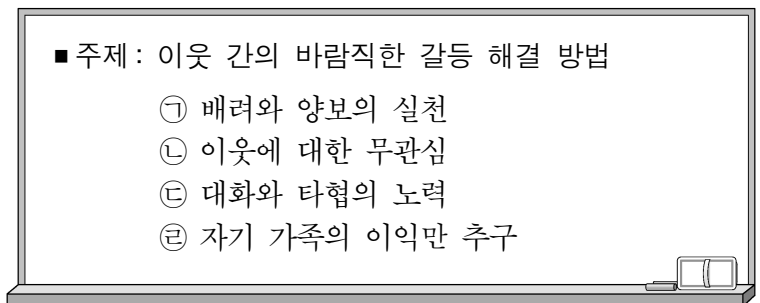 ■ 주제 : 이웃 간의 바람직한 갈등 해결 방법
㉠ 배려와 양보의 실천
㉡ 이웃에 대한 무관심
㉢ 대화와 타협의 노력
㉣ 자기 가족의 이익만 추구